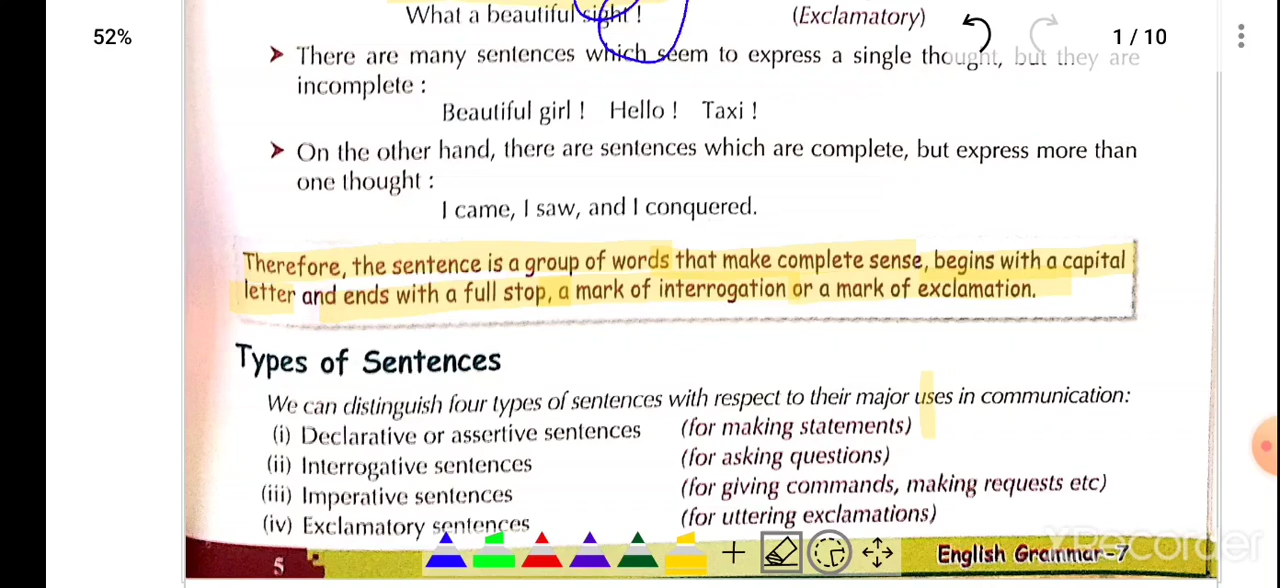 What a beautiful sight ! (Exclamatory)
52%
1 / 10
➤ There are many sentences which seem to express a single thought, but they are
incomplete :
Beautiful girl ! Hello ! Taxi !
➤ On the other hand, there are sentences which are complete, but express more than
one thought :
I came, I saw, and I conquered.
Therefore, the sentence is a group of words that make complete sense, begins with a capital
letter and ends with a full stop, a mark of interrogation or a mark of exclamation.
Types of Sentences
We can distinguish four types of sentences with respect to their major uses in communication:
(i) Declarative or assertive sentences (for making statements)
(ii) Interrogative sentences (for asking questions)
(iii) Imperative sentences (for giving commands, making requests etc)
(iv) Exclamatory sentences (for uttering exclamations)
XRecorder
5
English Grammar-7